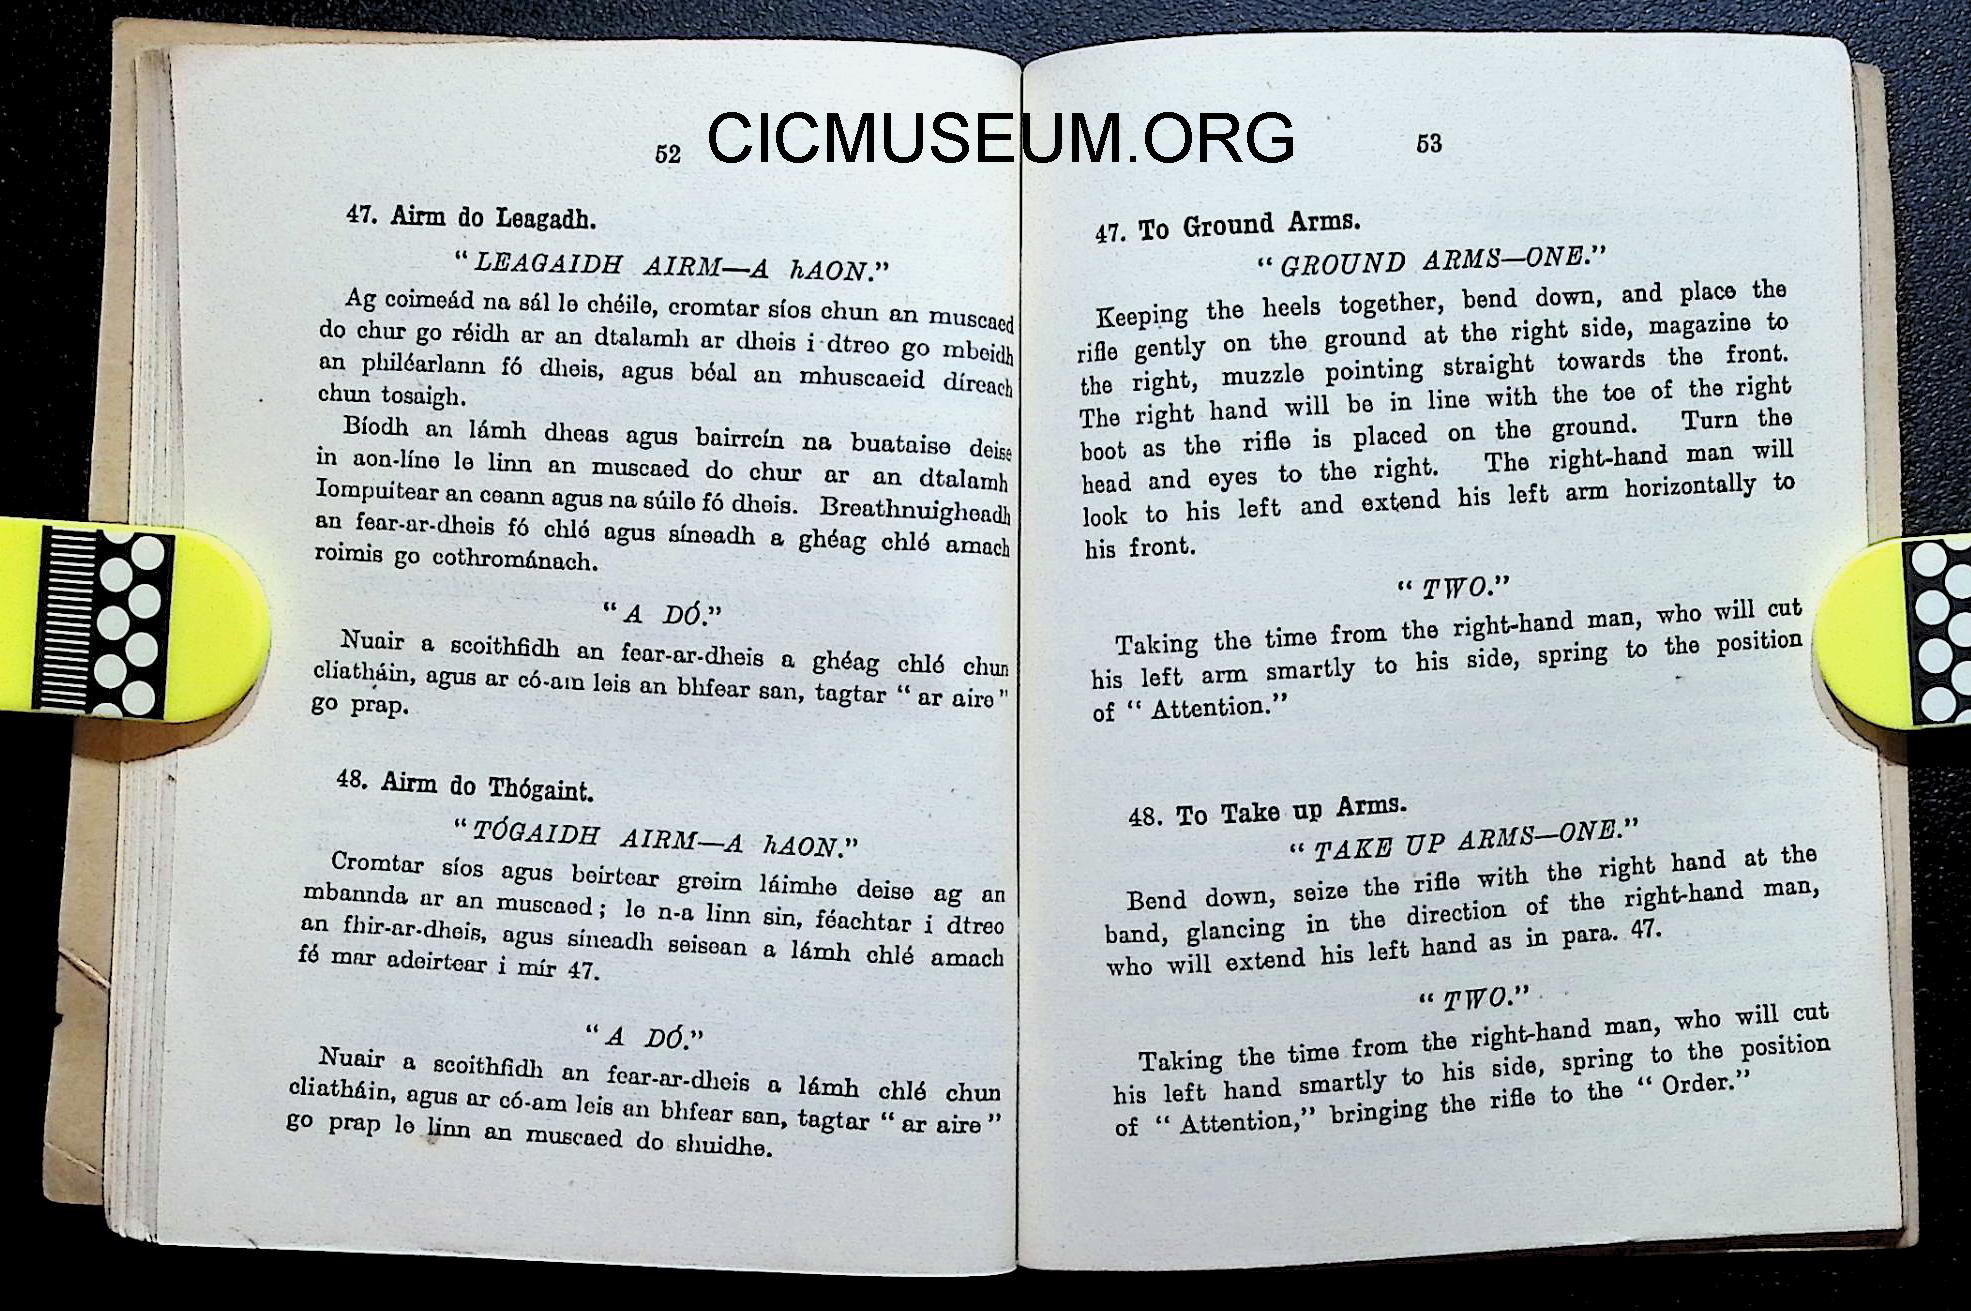 CICMUSEUM.ORG
52
47. Airm do Leagadh.
“LEAGAIDH AIRM—A hAON.”
Ag coimeád na sál le chéile, cromtar síos chun an muscaed
do chur go réidh ar an dtalamh ar dheis i dtreo go mbeidh
an philéarlann fó dheis, agus béal an mhuscaeid díreach
chun tosaigh.
Bíodh an lámh dheas agus bairrcín na buataise deise
in aon-líne le linn an muscaed do chur ar an dtalamh
Iompuítear an ceann agus na súile fó dheis. Breathnuigheadh
an fear-ar-dheis fó chlé agus síneadh a ghéag chlé amach
roimis go cothrománach.
“A DÓ.”
Nuair a scoithfidh an fear-ar-dheis a ghéag chlé chun
cliatháin, agus ar có-am leis an bhfear san, tagtar “ar aire”
go prap.
48. Airm do Thógaint.
“TÓGAIDH AIRM—A hAON.”
Cromtar síos agus beirtear greim láimhe deise ag an
mbannda ar an muscaed; le n-a linn sin, féachtar i dtreo
an fhir-ar-dheis, agus síneadh seisean a lámh chlé amach
fé mar adeirtear i mír 47.
“A DÓ.”
Nuair a scoithfidh an fear-ar-dheis a lámh chlé chun
cliatháin, agus ar có-am leis an bhfear san, tagtar “ar aire”
go prap le linn an muscaed do shuidhe.
53
47. To Ground Arms.
“GROUND ARMS—ONE.”
Keeping the heels together, bend down, and place the
rifle gently on the ground at the right side, magazine to
the right, muzzle pointing straight towards the front.
The right hand will be in line with the toe of the right
boot as the rifle is placed on the ground. Turn the
head and eyes to the right. The right-hand man will
look to his left and extend his left arm horizontally to
his front.
“TWO.”
Taking the time from the right-hand man, who will cut
his left arm smartly to his side, spring to the position
of “Attention.”
48. To Take up Arms.
“TAKE UP ARMS—ONE.”
Bend down, seize the rifle with the right hand at the
band, glancing in the direction of the right-hand man,
who will extend his left hand as in para. 47.
“TWO.”
Taking the time from the right-hand man, who will cut
his left hand smartly to his side, spring to the position
of “Attention,” bringing the rifle to the “Order.”